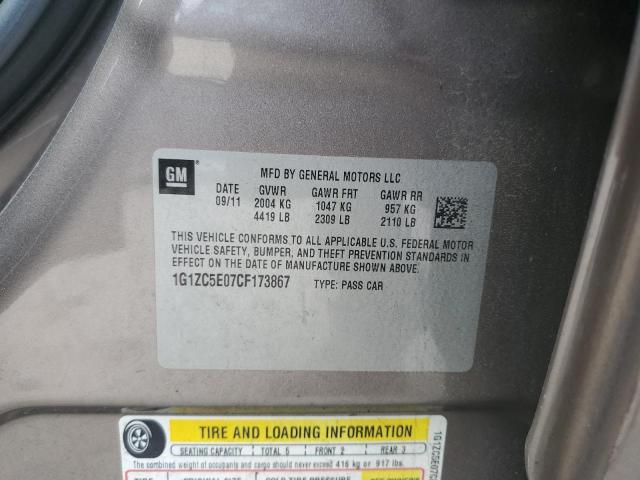 GM
MFD BY GENERAL MOTORS LLC
DATE GVWR GAWR FRT GAWR RR
09/11 2004 KG 1047 KG 957 KG
4419 LB 2309 LB 2110 LB
THIS VEHICLE CONFORMS TO ALL APPLICABLE U.S. FEDERAL MOTOR
VEHICLE SAFETY, BUMPER, AND THEFT PREVENTION STANDARDS IN
EFFECT ON THE DATE OF MANUFACTURE SHOWN ABOVE.
1G1ZC5E07CF173867 TYPE: PASS CAR
TIRE AND LOADING INFORMATION
SEATING CAPACITY TOTAL 5 FRONT 2 REAR 3
The combined weight of occupants and cargo should never exceed 416 kg or 917 lbs.
1G1ZC5E07C